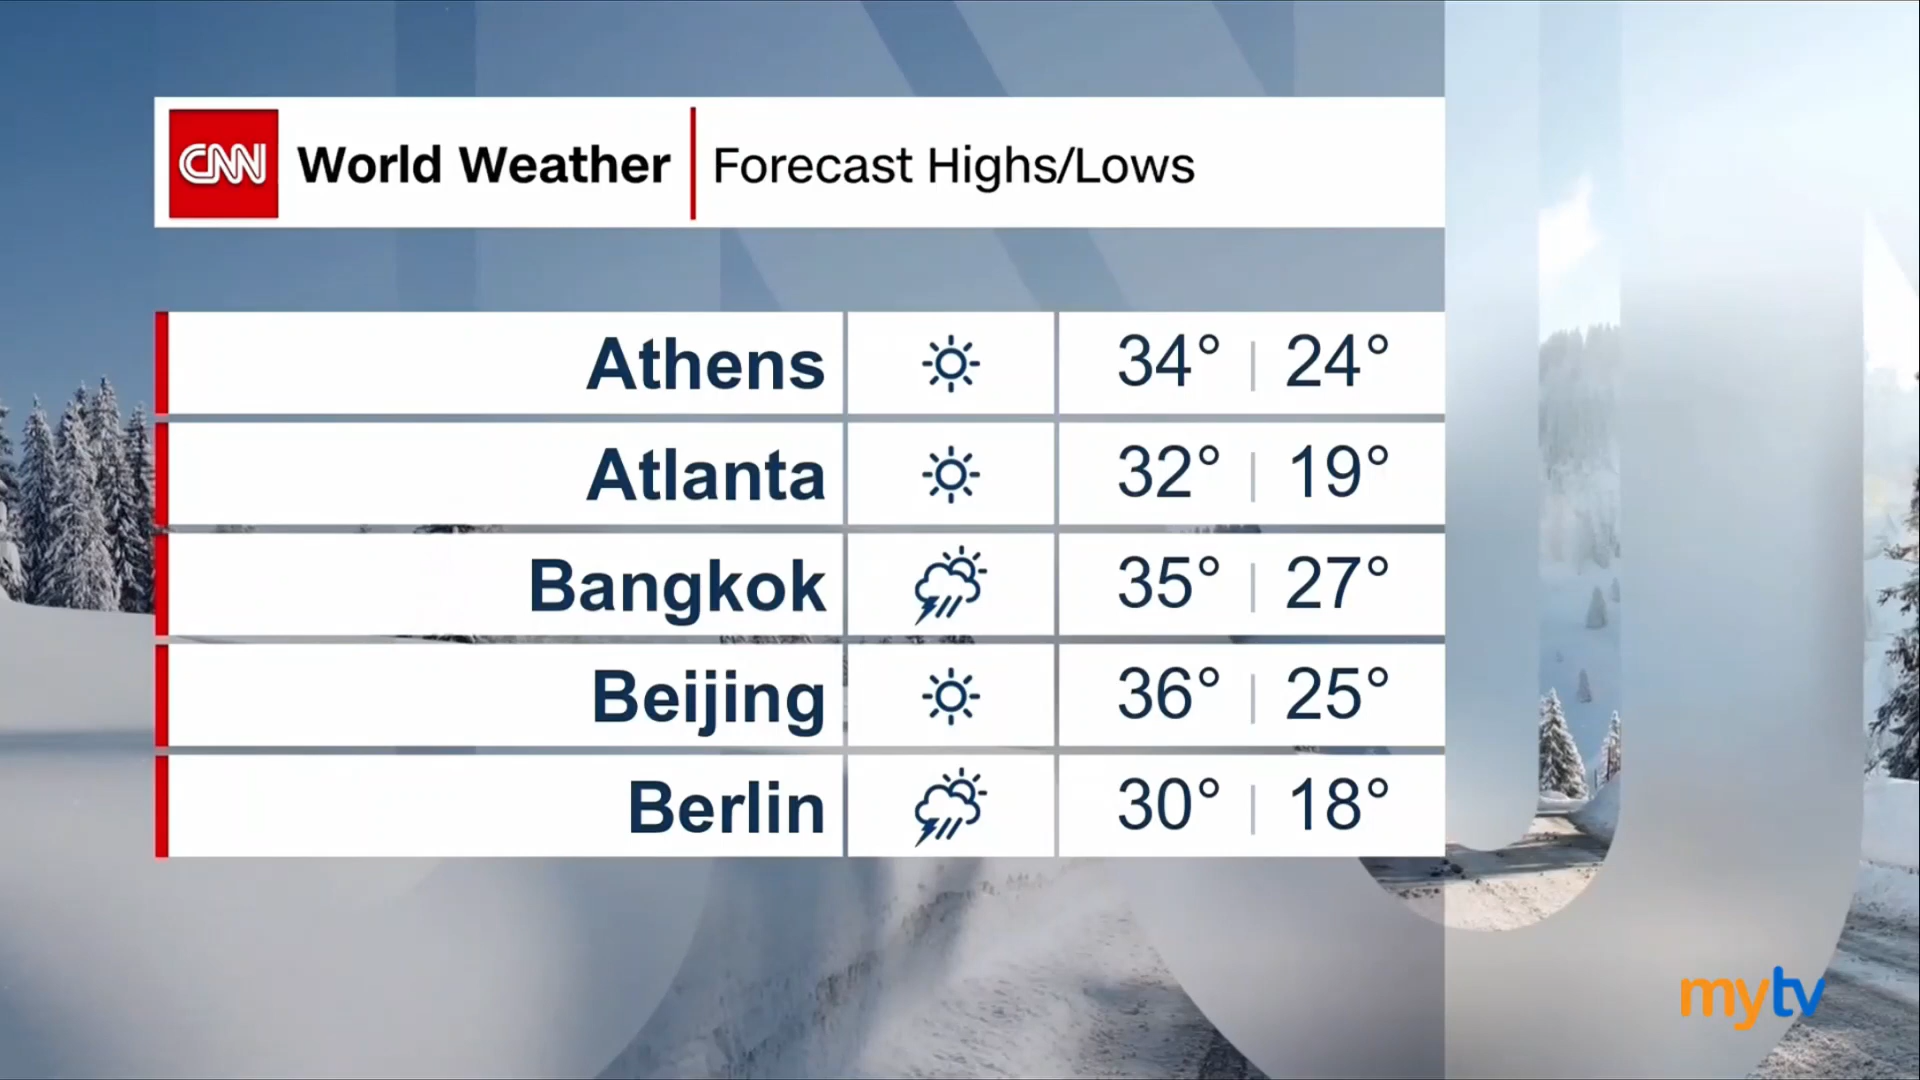 CNN World Weather | Forecast Highs/Lows
Athens 34° | 24°
Atlanta 32° | 19°
Bangkok 35° | 27°
Beijing 36° | 25°
Berlin 30° | 18°
mytv